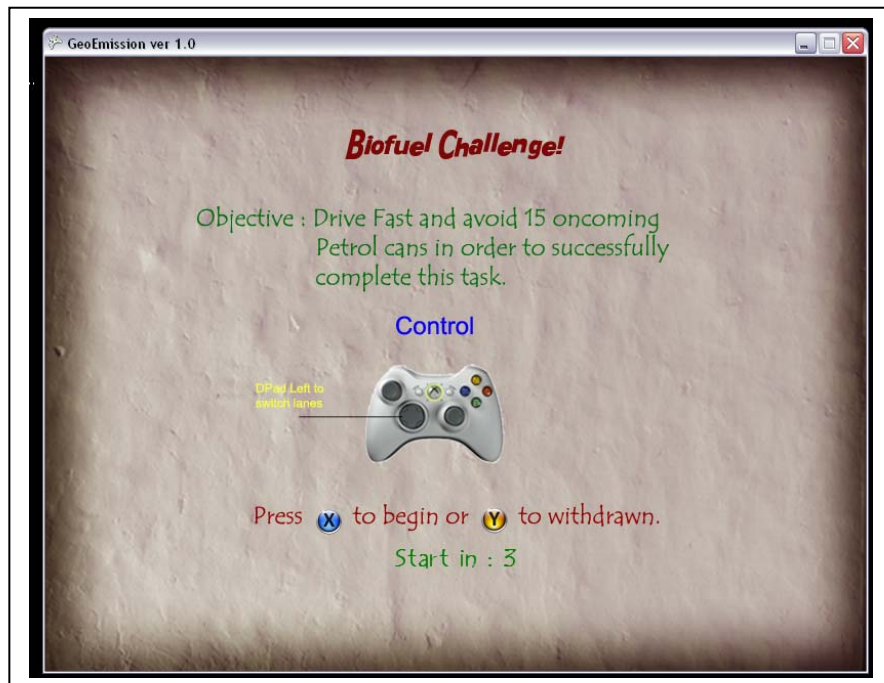 GeoEmission ver 1.0
Biofuel Challenge!
Objective : Drive Fast and avoid 15 oncoming
Petrol cans in order to successfully
complete this task.
Control
DPad Left to
switch lanes
Press X to begin or Y to withdrawn.
Start in : 3